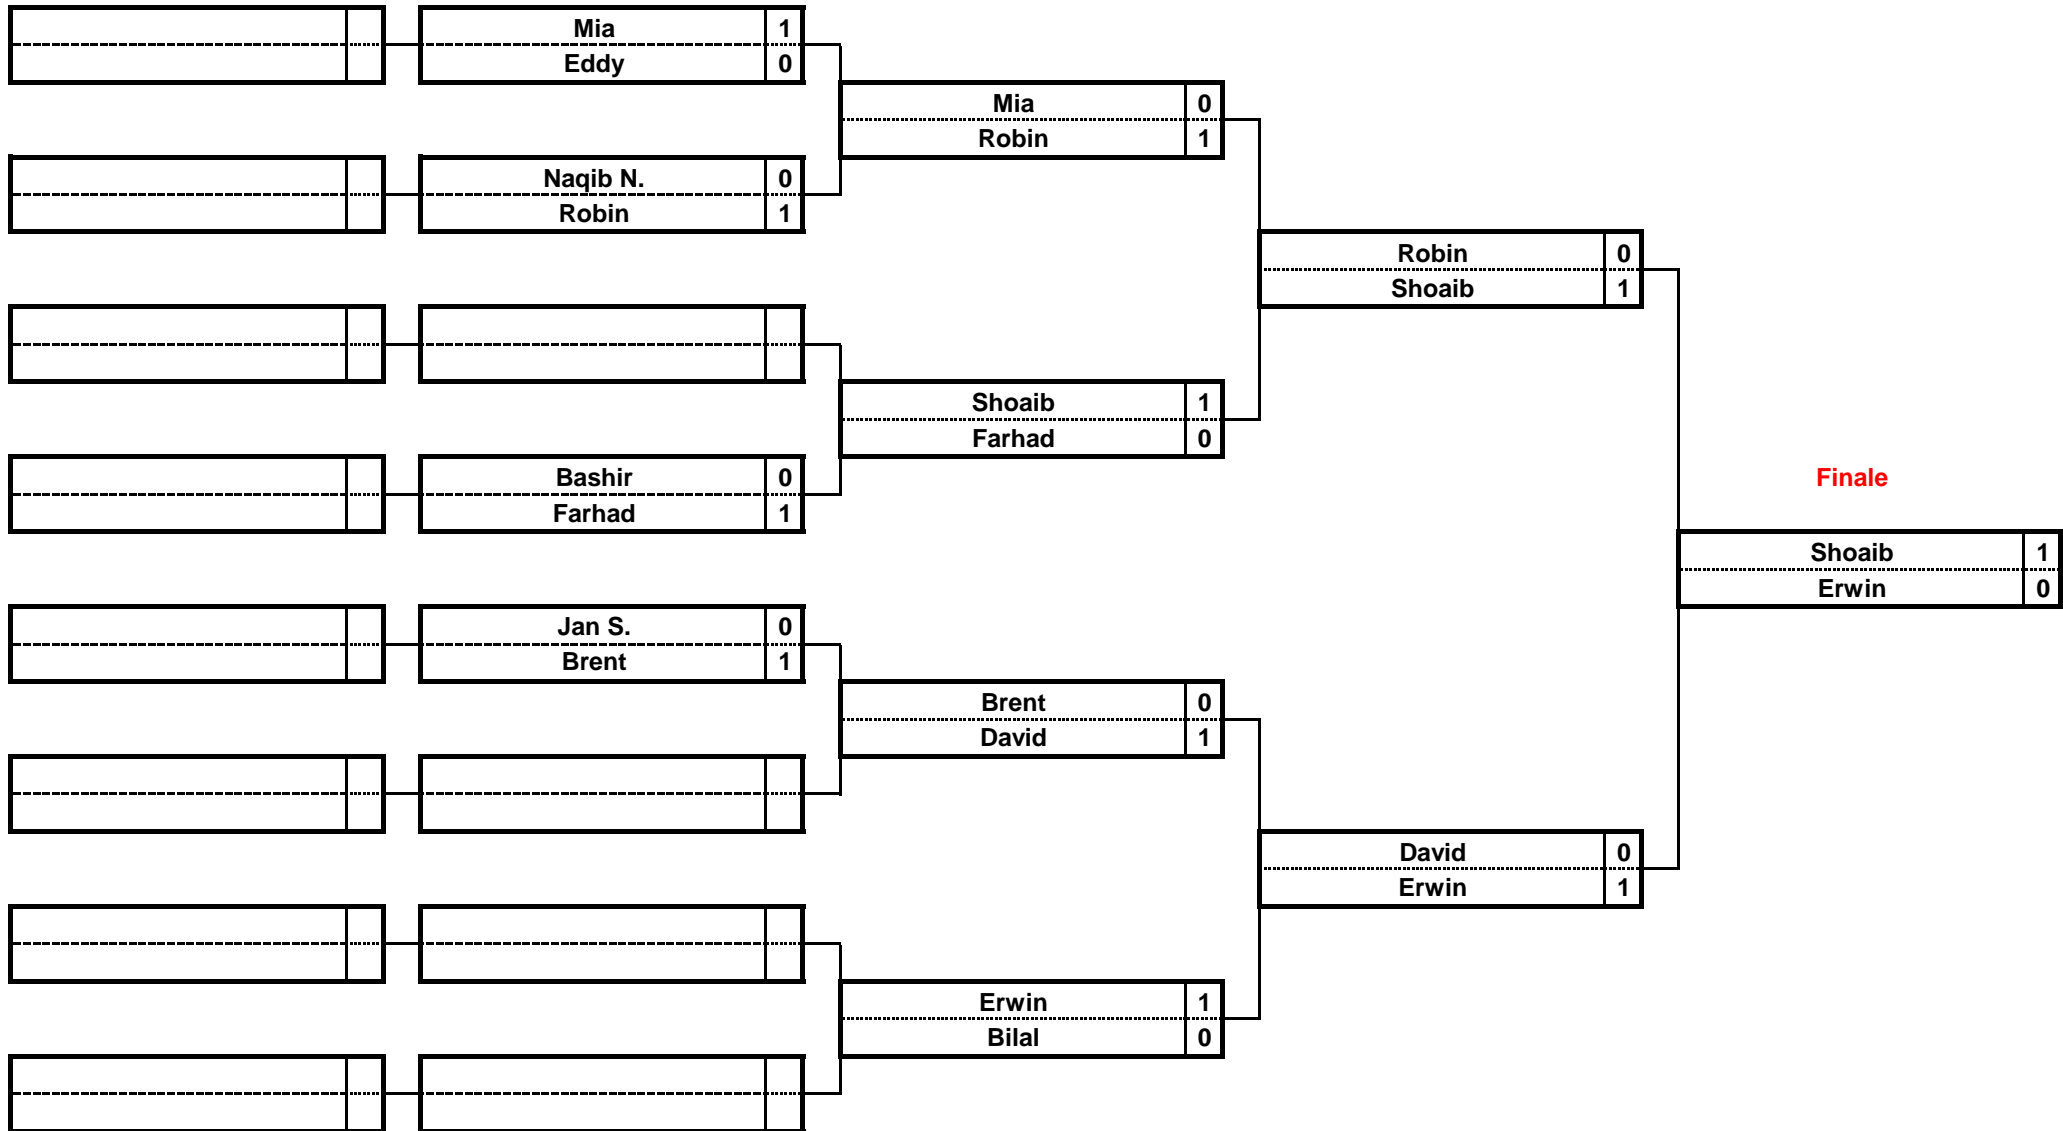 Mia 1
Eddy 0
Mia 0
Robin 1
Naqib N. 0
Robin 1
Robin 0
Shoaib 1
Shoaib 1
Farhad 0
Bashir 0
Farhad 1
Finale
Shoaib 1
Erwin 0
Jan S. 0
Brent 1
Brent 0
David 1
David 0
Erwin 1
Erwin 1
Bilal 0